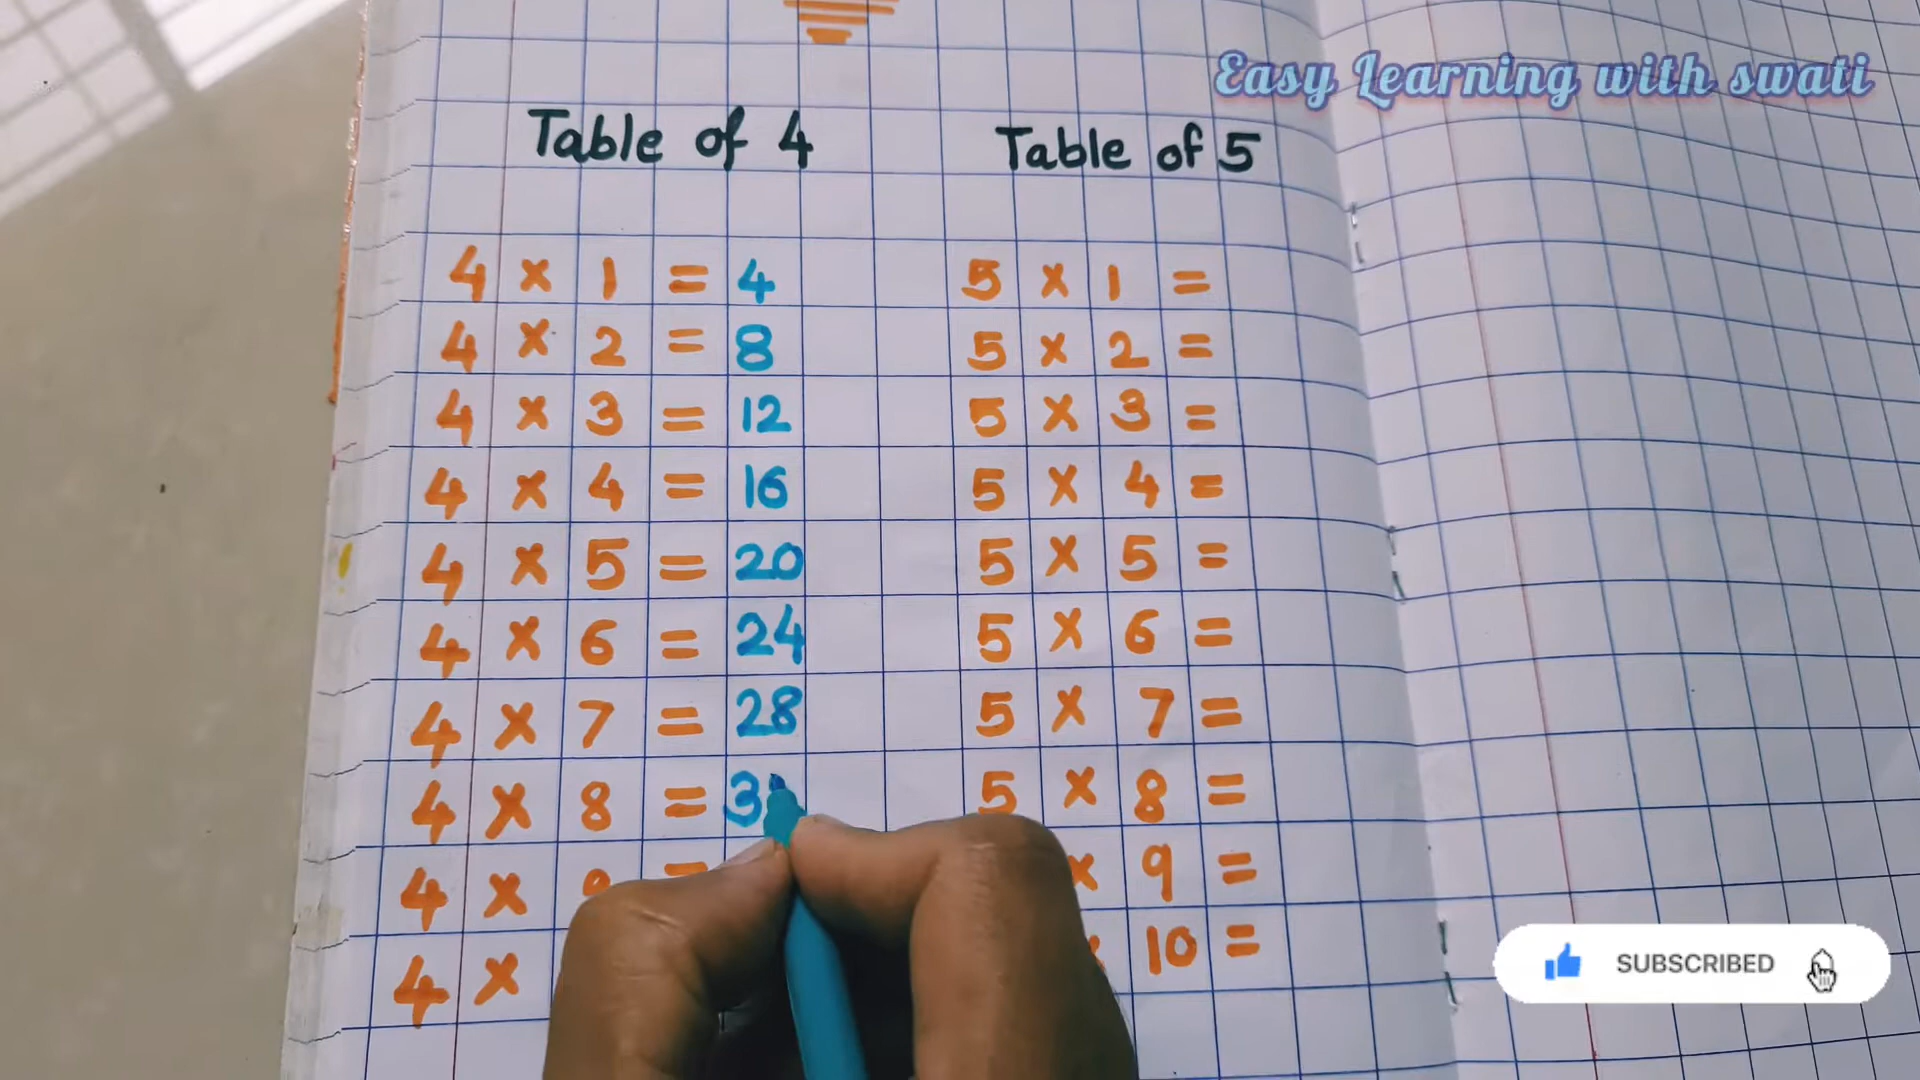 Easy Learning with swati
Table of 4
4 × 1 = 4
4 × 2 = 8
4 × 3 = 12
4 × 4 = 16
4 × 5 = 20
4 × 6 = 24
4 × 7 = 28
4 × 8 = 3
4 ×
4 ×
Table of 5
5 × 1 =
5 × 2 =
5 × 3 =
5 × 4 =
5 × 5 =
5 × 6 =
5 × 7 =
5 × 8 =
× 9 =
× 10 =
SUBSCRIBED